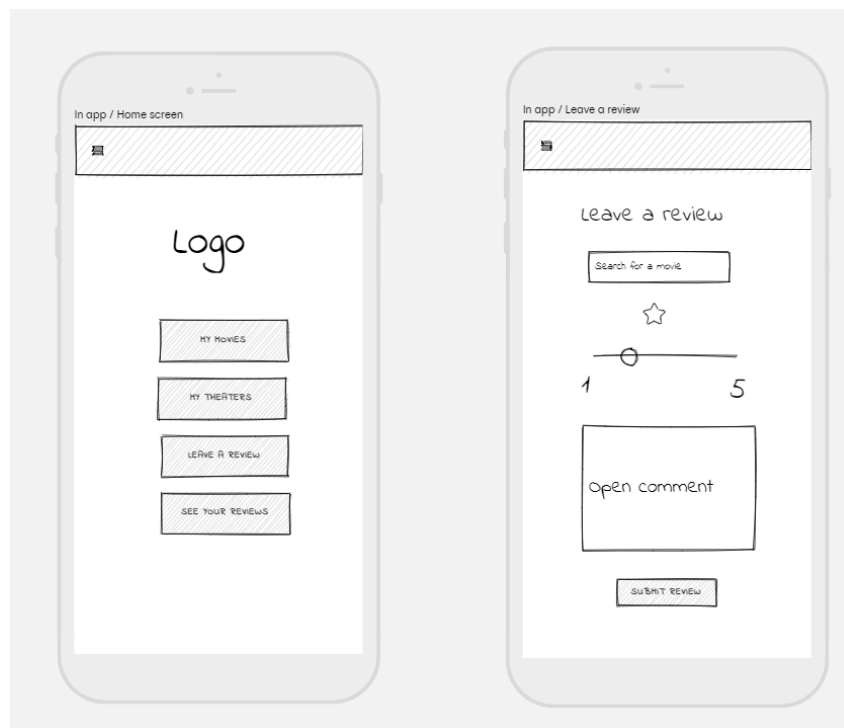 In app / Home screen
Logo
MY MOVIES
MY THEATERS
LEAVE A REVIEW
SEE YOUR REVIEWS
In app / Leave a review
Leave a review
Search for a movie
1 5
Open comment
SUBMIT REVIEW